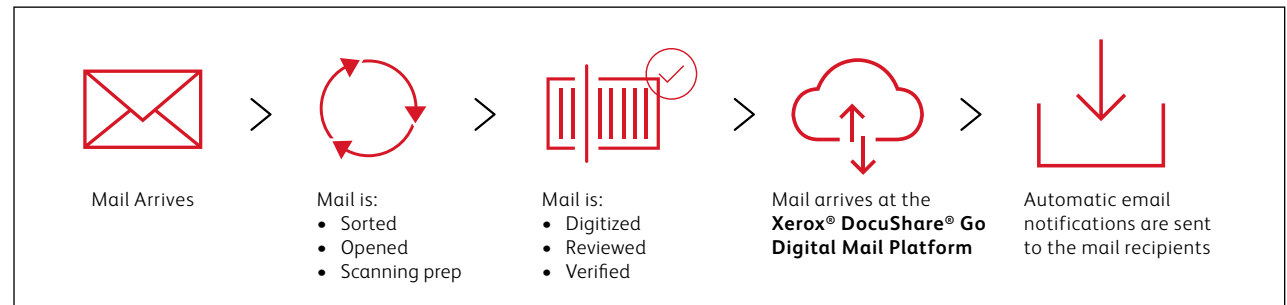 Mail Arrives
Mail is:
• Sorted
• Opened
• Scanning prep
Mail is:
• Digitized
• Reviewed
• Verified
Mail arrives at the
Xerox® DocuShare® Go
Digital Mail Platform
Automatic email
notifications are sent
to the mail recipients